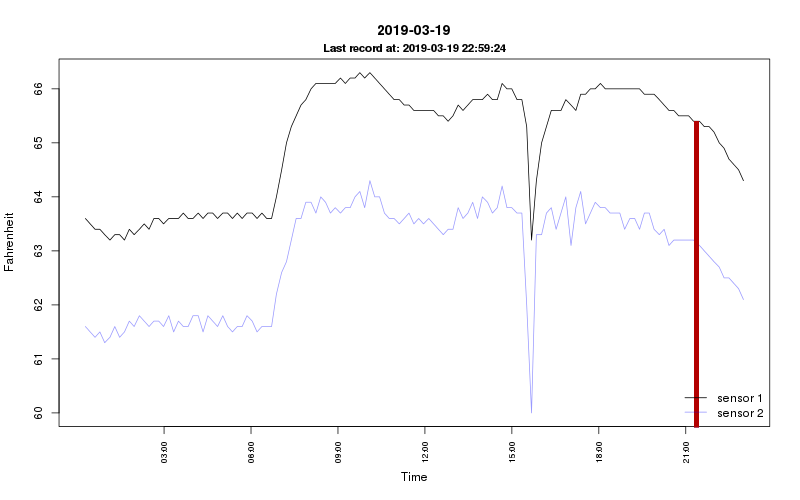 2019-03-19
Last record at: 2019-03-19 22:59:24
Fahrenheit
66
65
64
63
62
61
60
sensor 1
sensor 2
03:00 06:00 09:00 12:00 15:00 18:00 21:00
Time